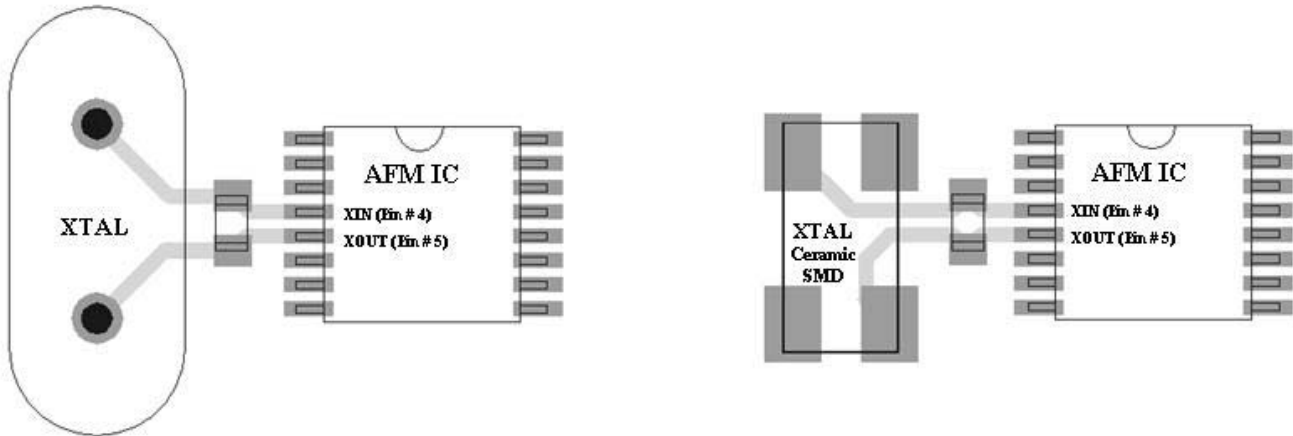 AFM IC
XIN (Pin # 4)
XOUT (Pin # 5)
XTAL
AFM IC
XIN (Pin # 4)
XOUT (Pin # 5)
XTAL
Ceramic
SMD